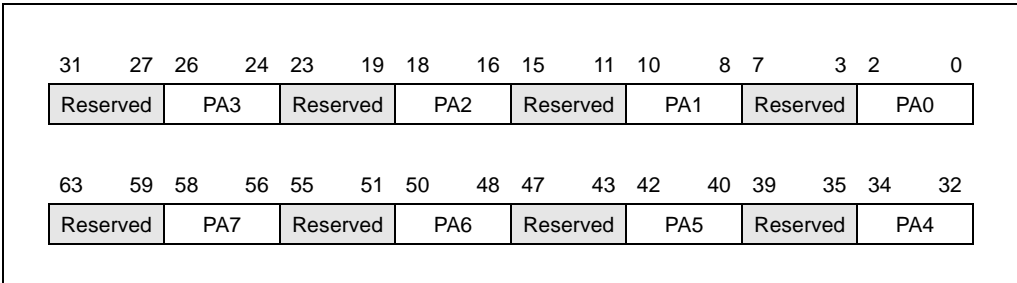 31 27 26 24 23 19 18 16 15 11 10 8 7 3 2 0
Reserved PA3 Reserved PA2 Reserved PA1 Reserved PA0
63 59 58 56 55 51 50 48 47 43 42 40 39 35 34 32
Reserved PA7 Reserved PA6 Reserved PA5 Reserved PA4